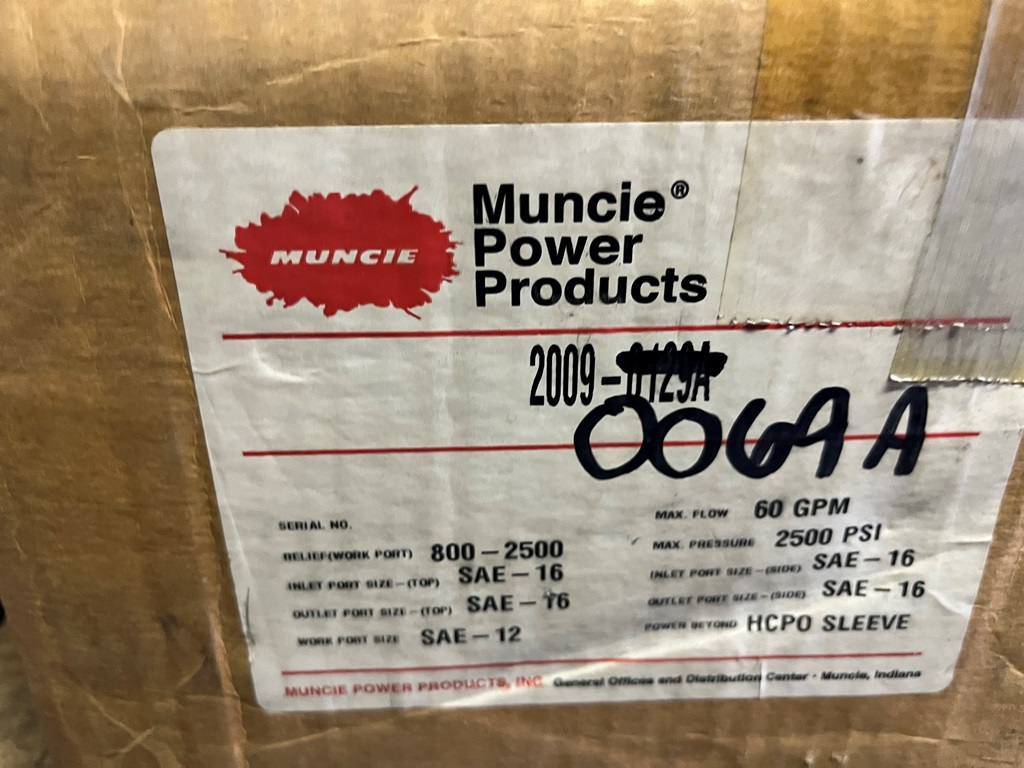 MUNCIE
Muncie®
Power
Products
2009-0129A
0069A
SERIAL NO.
RELIEF(WORK PORT) 800-2500
INLET PORT SIZE-(TOP) SAE-16
OUTLET PORT SIZE-(TOP) SAE-16
WORK PORT SIZE SAE-12
MAX. FLOW 60 GPM
MAX. PRESSURE 2500 PSI
INLET PORT SIZE-(SIDE) SAE-16
OUTLET PORT SIZE-(SIDE) SAE-16
POWER BEYOND HCPO SLEEVE
MUNCIE POWER PRODUCTS, INC. General Offices and Distribution Center · Muncie, Indiana